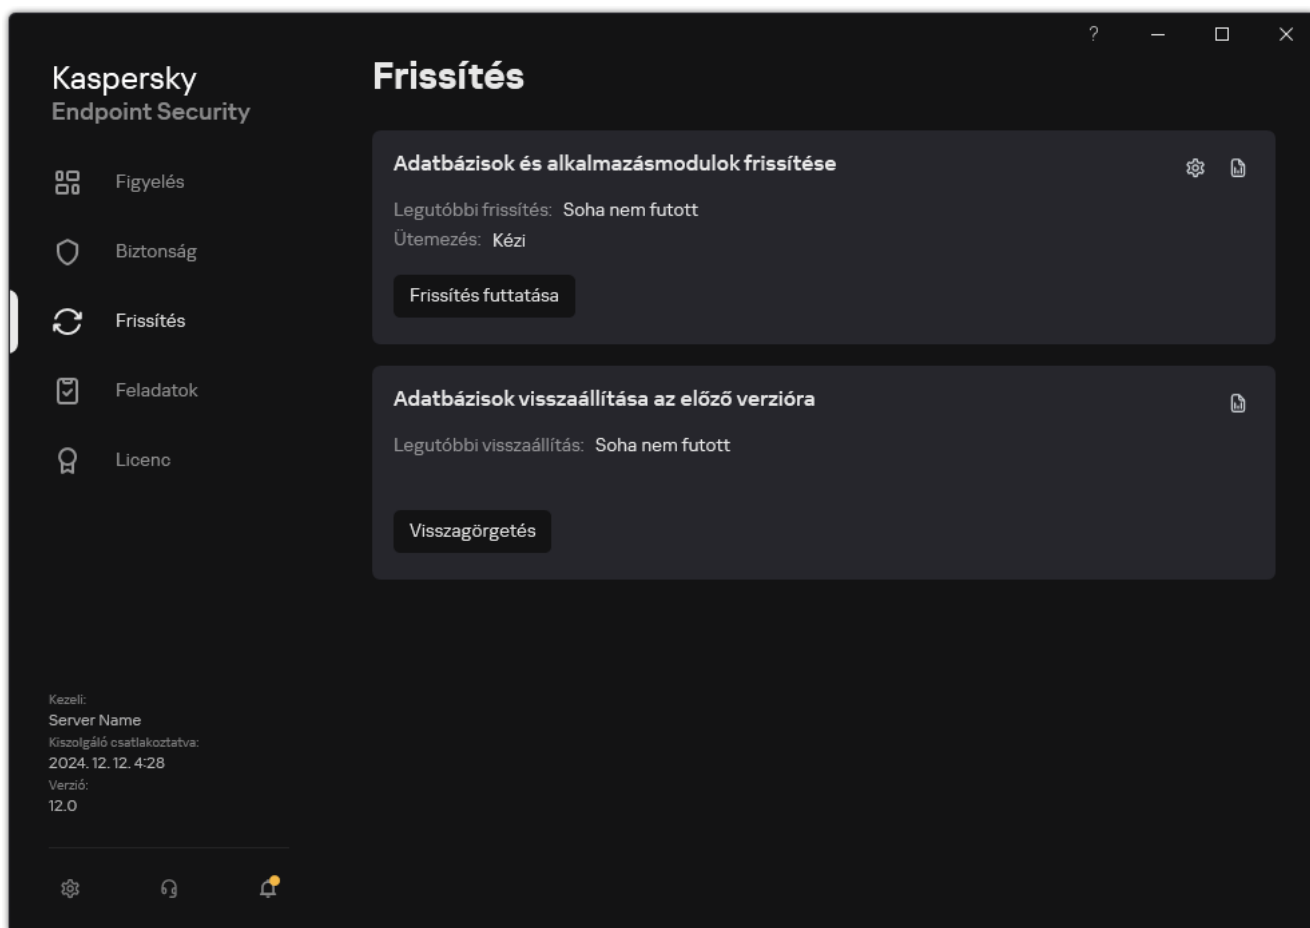 ?
Kaspersky
Endpoint Security
Figyelés
Biztonság
Frissítés
Feladatok
Licenc
Kezeli:
Server Name
Kiszolgáló csatlakoztatva:
2024. 12. 12. 4:28
Verzió:
12.0
Frissítés
Adatbázisok és alkalmazásmodulok frissítése
Legutóbbi frissítés: Soha nem futott
Ütemezés: Kézi
Frissítés futtatása
Adatbázisok visszaállítása az előző verzióra
Legutóbbi visszaállítás: Soha nem futott
Visszagörgetés